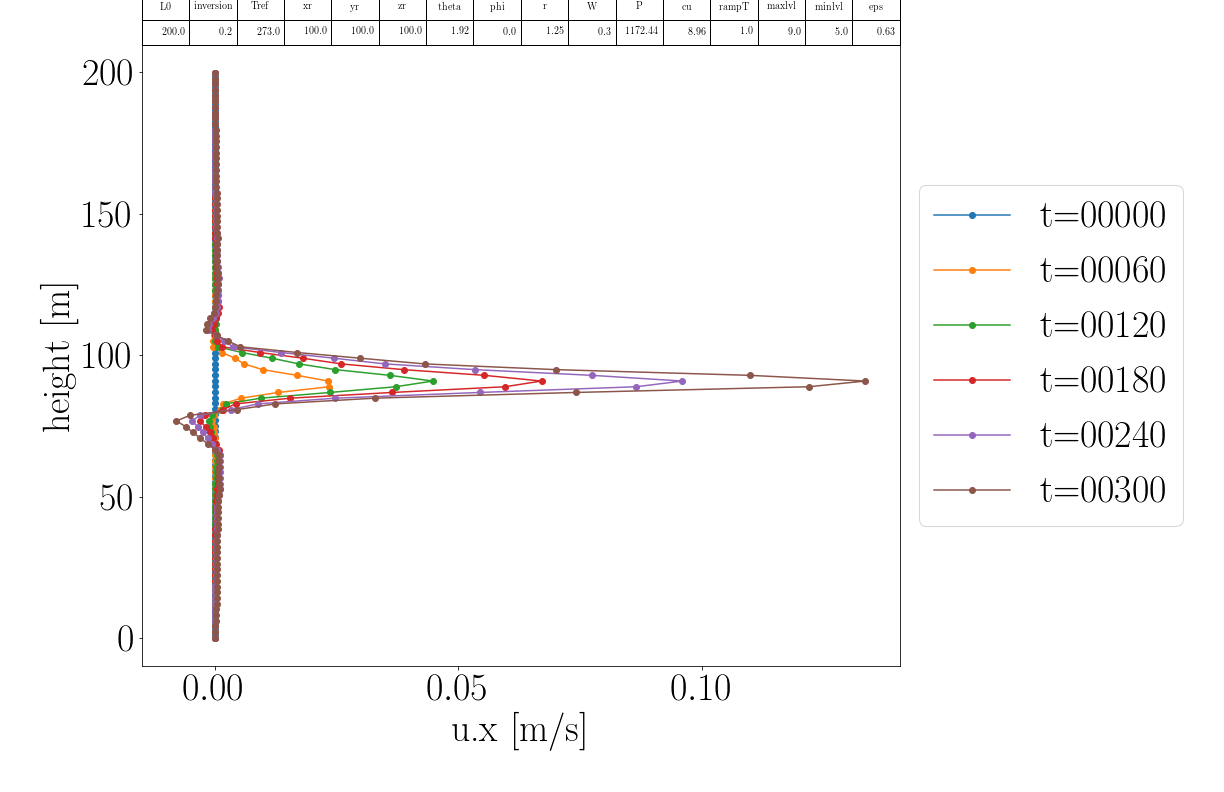 L0 inversion Tref xr yr zr theta phi r W P cu rampT maxlvl minlvl eps
200.0 0.2 273.0 100.0 100.0 100.0 1.92 0.0 1.25 0.3 1172.44 8.96 1.0 9.0 5.0 0.63
200
150
100
50
0
height [m]
0.00 0.05 0.10
u.x [m/s]
t=00000
t=00060
t=00120
t=00180
t=00240
t=00300